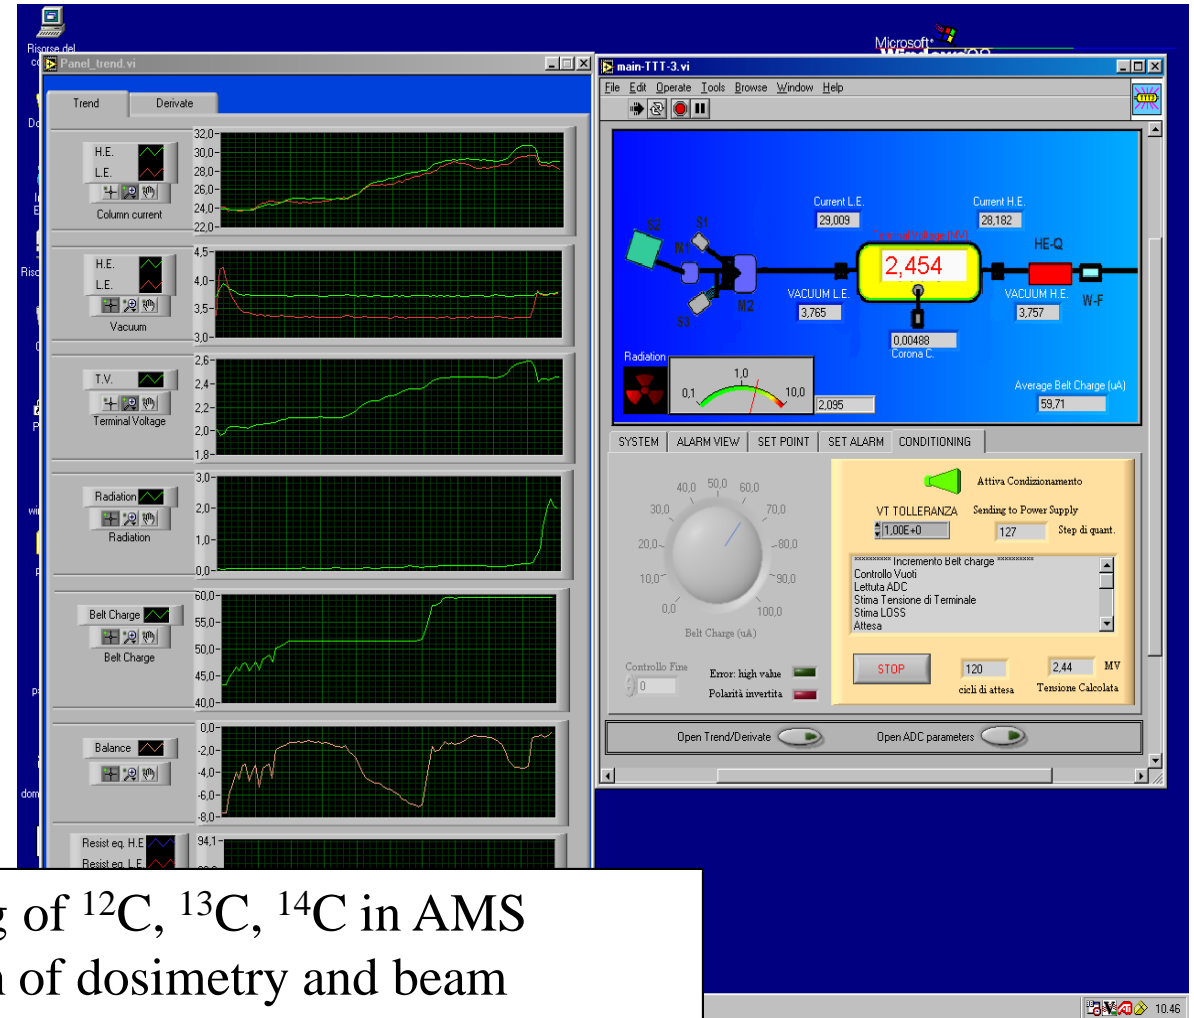 Risorse del
Microsoft
Panel_trend.vi
Trend Derivate
H.E.
L.E.
Column current
32,0
30,0
28,0
26,0
24,0
22,0
H.E.
L.E.
Vacuum
4,5
4,0
3,5
3,0
T.V.
Terminal Voltage
2,6
2,4
2,2
2,0
1,8
Radiation
Radiation
3,0
2,0
1,0
0,0
Belt Charge
Belt Charge
60,0
55,0
50,0
45,0
40,0
Balance
0,0
-2,0
-4,0
-6,0
-8,0
Resist eq. H.E
Resist eq. L.E.
94,1
main-TTT-3.vi
File Edit Operate Tools Browse Window Help
Current L.E.
29,009
Current H.E.
28,182
Terminal Voltage (MV)
2,454
S2
S1
M1
M2
S3
HE-Q
W-F
VACUUM L.E.
3,765
VACUUM H.E.
3,757
0,00488
Corona C.
Radiation
0,1 1,0 10,0
2,095
Average Belt Charge (uA)
59,71
SYSTEM ALARM VIEW SET POINT SET ALARM CONDITIONING
0,0 10,0 20,0 30,0 40,0 50,0 60,0 70,0 80,0 90,0 100,0
Belt Charge (uA)
Controllo Fine
0
Error: high value
Polarità invertita
Attiva Condizionamento
VT TOLLERANZA
1,00E+0
Sending to Power Supply
127
Step di quant.
********** Incremento Belt charge **********
Controllo Vuoti
Lettuta ADC
Stima Tensione di Terminale
Stima LOSS
Attesa
STOP
120
cicli di attesa
2,44 MV
Tensione Calcolata
Open Trend/Derivate
Open ADC parameters
g of ¹²C, ¹³C, ¹⁴C in AMS
of dosimetry and beam
10.46